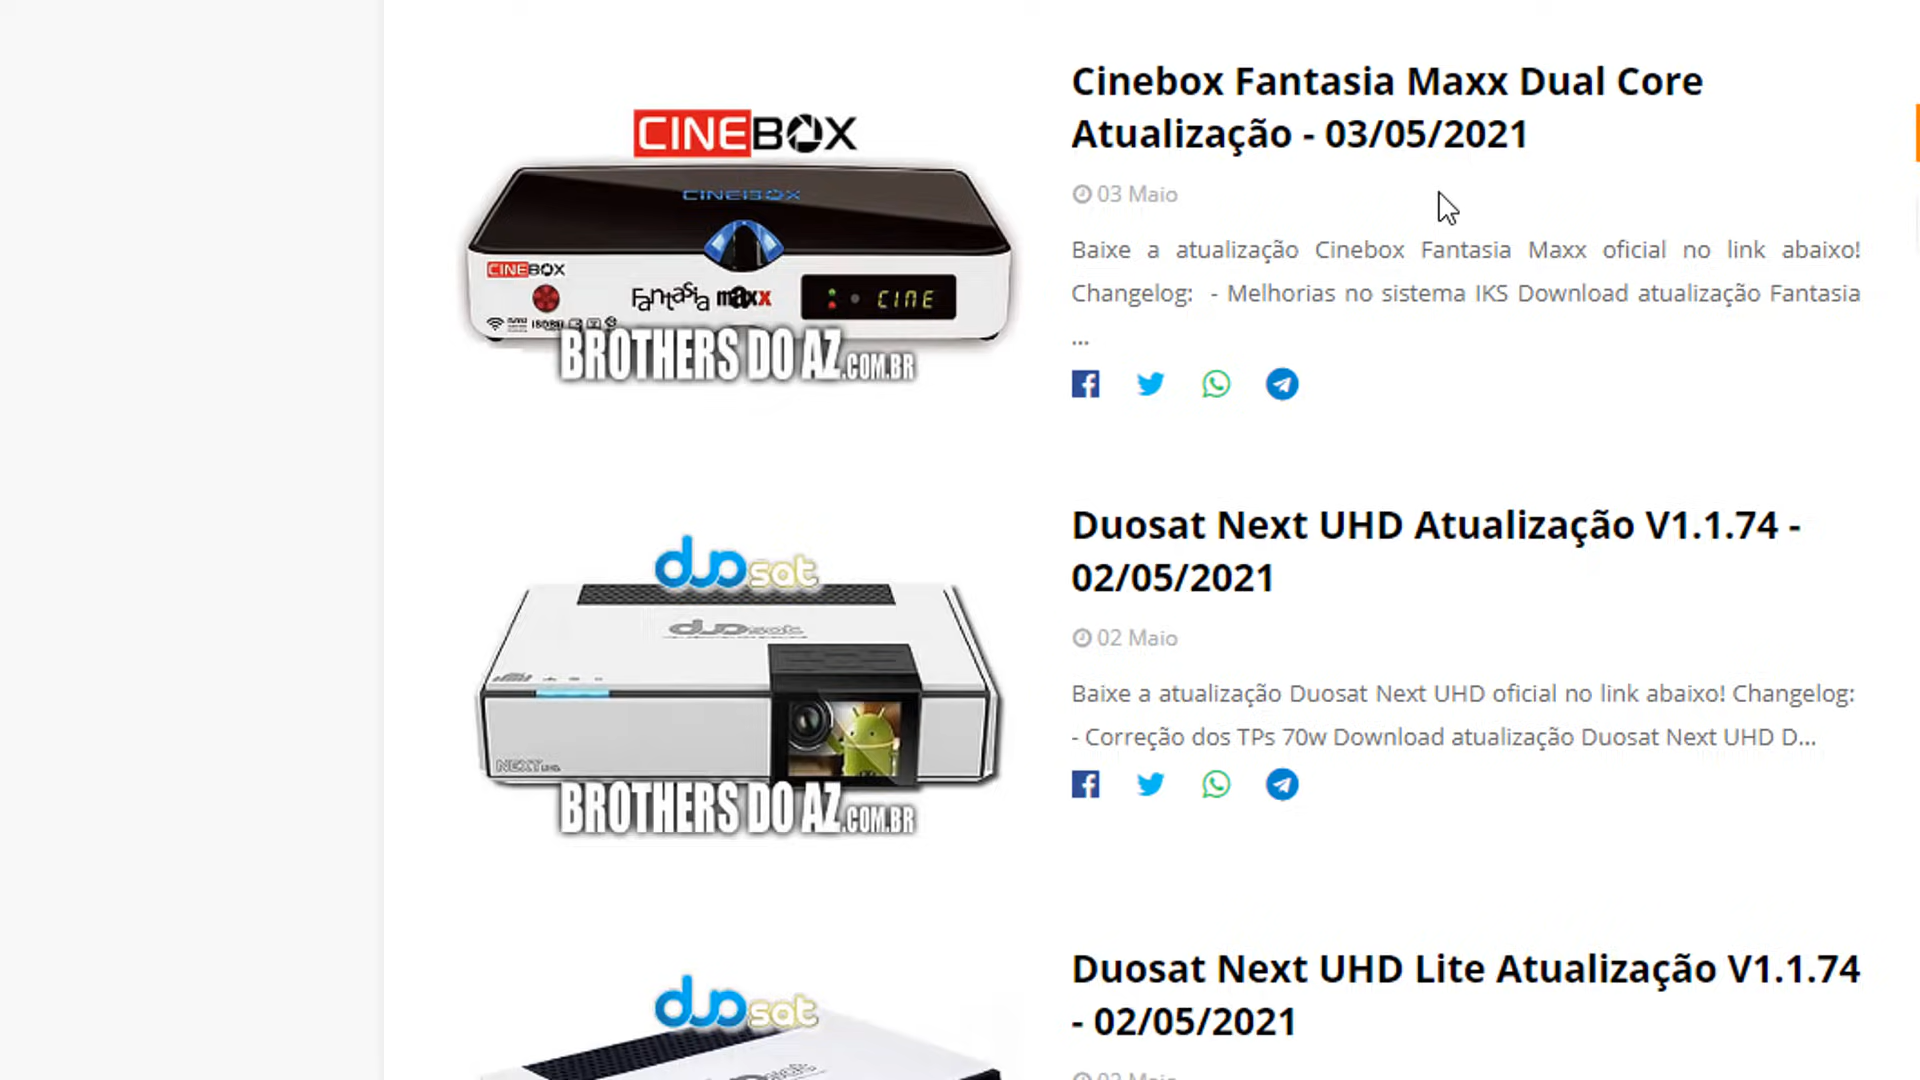 Cinebox Fantasia Maxx Dual Core
Atualização - 03/05/2021
03 Maio
Baixe a atualização Cinebox Fantasia Maxx oficial no link abaixo!
Changelog: - Melhorias no sistema IKS Download atualização Fantasia
...
CINEBOX
CINEBOX
CINEBOX
Fantasia maxx
CINE
BROTHERS DO AZ.COM.BR
Duosat Next UHD Atualização V1.1.74 -
02/05/2021
02 Maio
Baixe a atualização Duosat Next UHD oficial no link abaixo! Changelog:
- Correção dos TPs 70w Download atualização Duosat Next UHD D...
duosat
duosat
NEXT
BROTHERS DO AZ.COM.BR
Duosat Next UHD Lite Atualização V1.1.74
- 02/05/2021
duosat